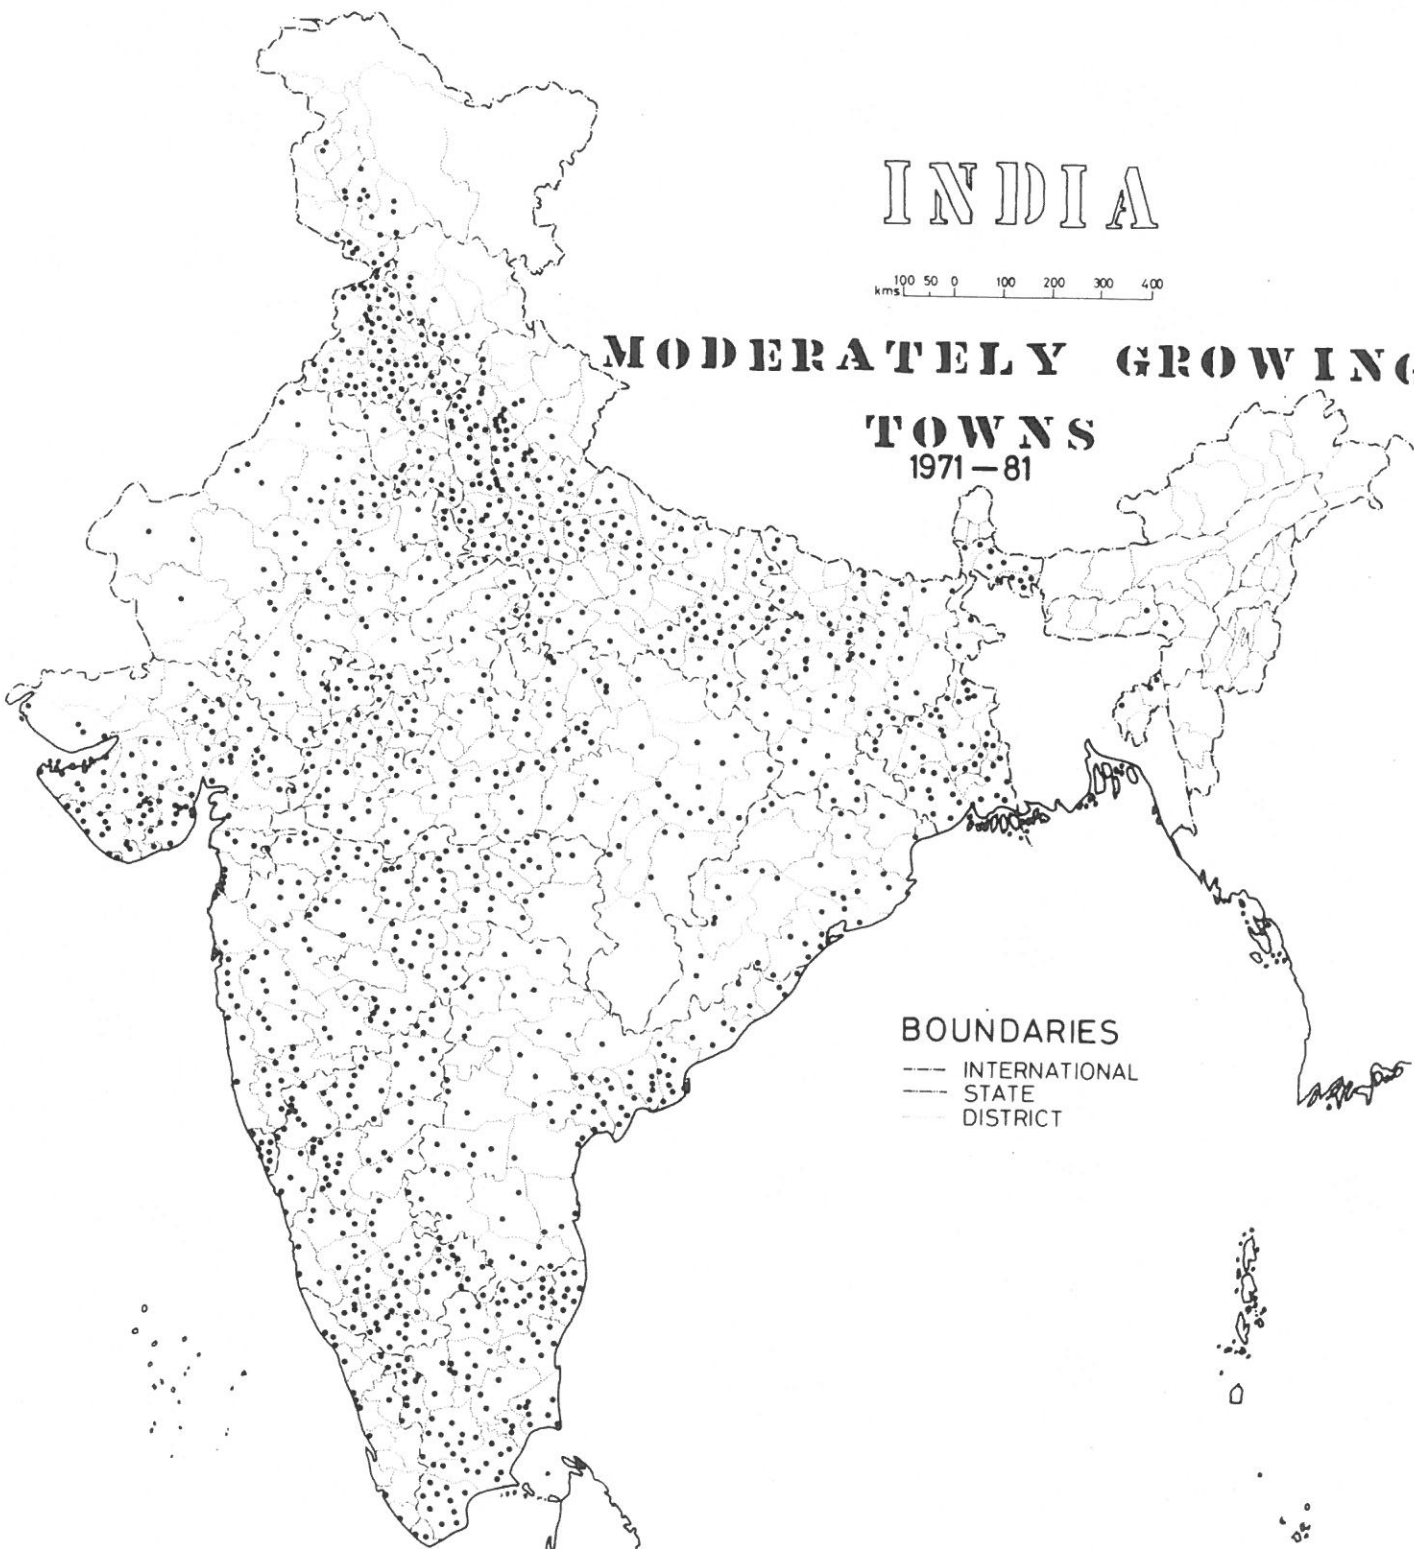 INDIA
100 50 0 100 200 300 400
kms
MODERATELY GROWING
TOWNS
1971–81
BOUNDARIES
INTERNATIONAL
STATE
DISTRICT